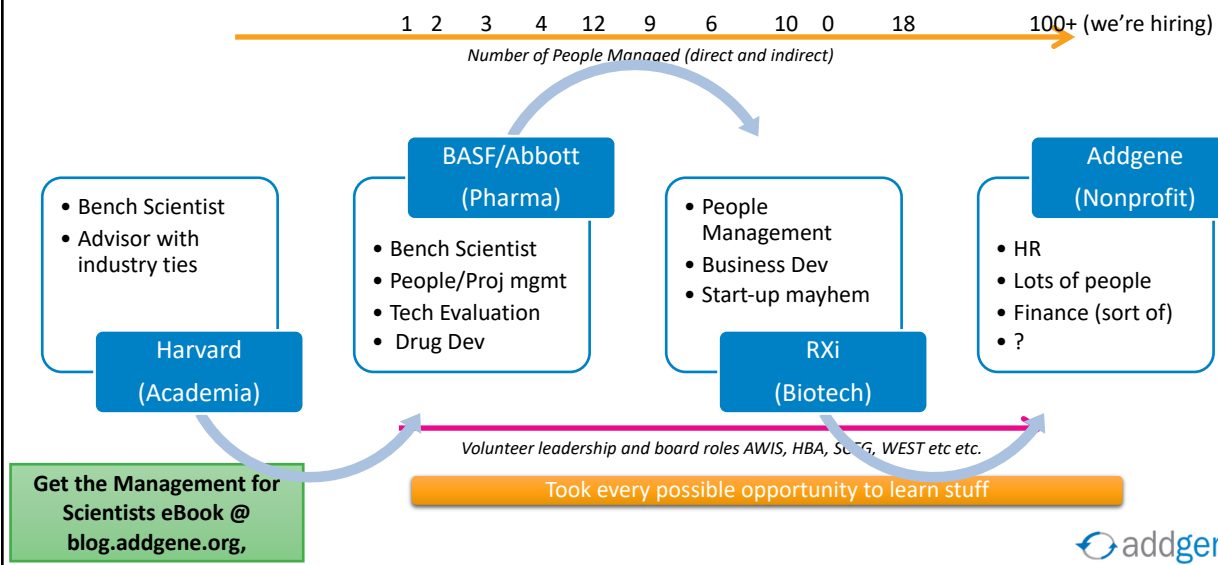 1 2 3 4 12 9 6 10 0 18 100+ (we're hiring)
Number of People Managed (direct and indirect)
• Bench Scientist
• Advisor with
industry ties
Harvard
(Academia)
BASF/Abbott
(Pharma)
• Bench Scientist
• People/Proj mgmt
• Tech Evaluation
• Drug Dev
• People
Management
• Business Dev
• Start-up mayhem
RXi
(Biotech)
Addgene
(Nonprofit)
• HR
• Lots of people
• Finance (sort of)
• ?
Volunteer leadership and board roles AWIS, HBA, WEST etc etc.
Took every possible opportunity to learn stuff
Get the Management for
Scientists eBook @
blog.addgene.org,
addger